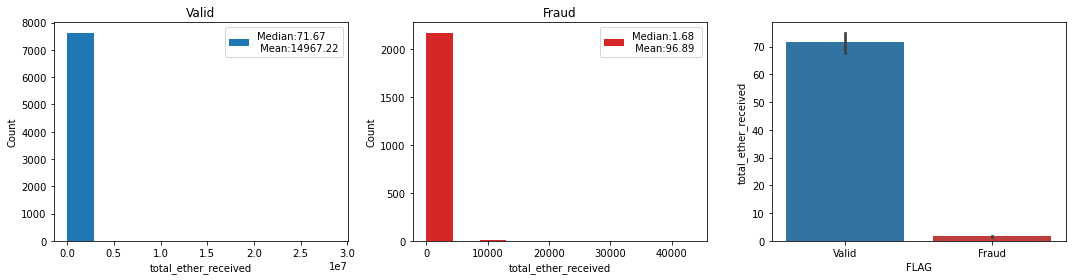 Valid
8000
7000
6000
5000
4000
3000
2000
1000
0
Count
Median:71.67
Mean:14967.22
0.0 0.5 1.0 1.5 2.0 2.5 3.0
1e7
total_ether_received
Fraud
2000
1500
1000
500
0
Count
Median:1.68
Mean:96.89
0 10000 20000 30000 40000
total_ether_received
70
60
50
40
30
20
10
0
total_ether_received
Valid Fraud
FLAG